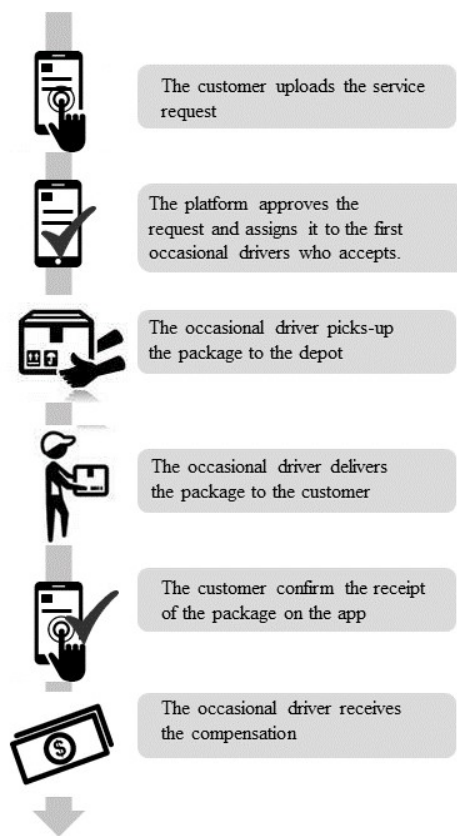 The customer uploads the service
request
The platform approves the
request and assigns it to the first
occasional drivers who accepts.
The occasional driver picks-up
the package to the depot
The occasional driver delivers
the package to the customer
The customer confirm the receipt
of the package on the app
$
The occasional driver receives
the compensation